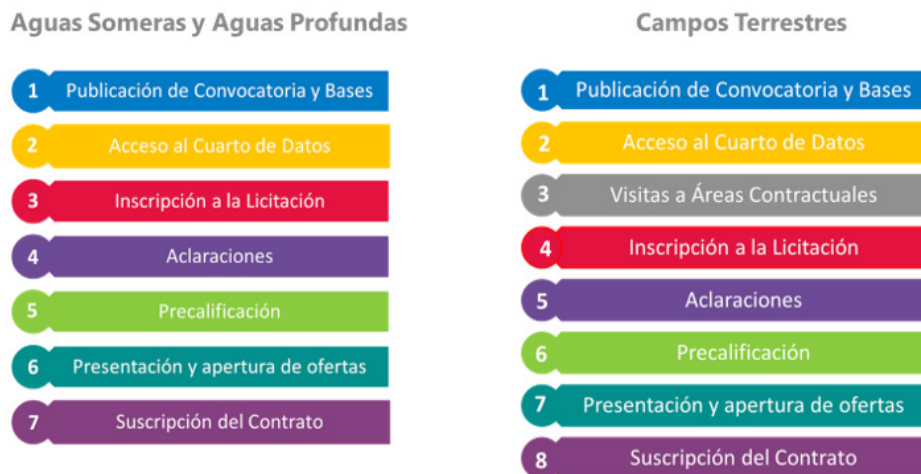 Aguas Someras y Aguas Profundas
1 Publicación de Convocatoria y Bases
2 Acceso al Cuarto de Datos
3 Inscripción a la Licitación
4 Aclaraciones
5 Precalificación
6 Presentación y apertura de ofertas
7 Suscripción del Contrato
Campos Terrestres
1 Publicación de Convocatoria y Bases
2 Acceso al Cuarto de Datos
3 Visitas a Áreas Contractuales
4 Inscripción a la Licitación
5 Aclaraciones
6 Precalificación
7 Presentación y apertura de ofertas
8 Suscripción del Contrato